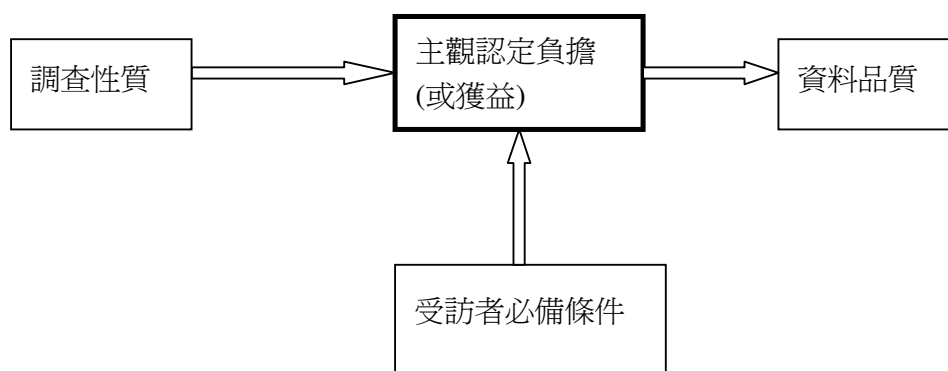 調查性質
主觀認定負擔
(或獲益)
資料品質
受訪者必備條件